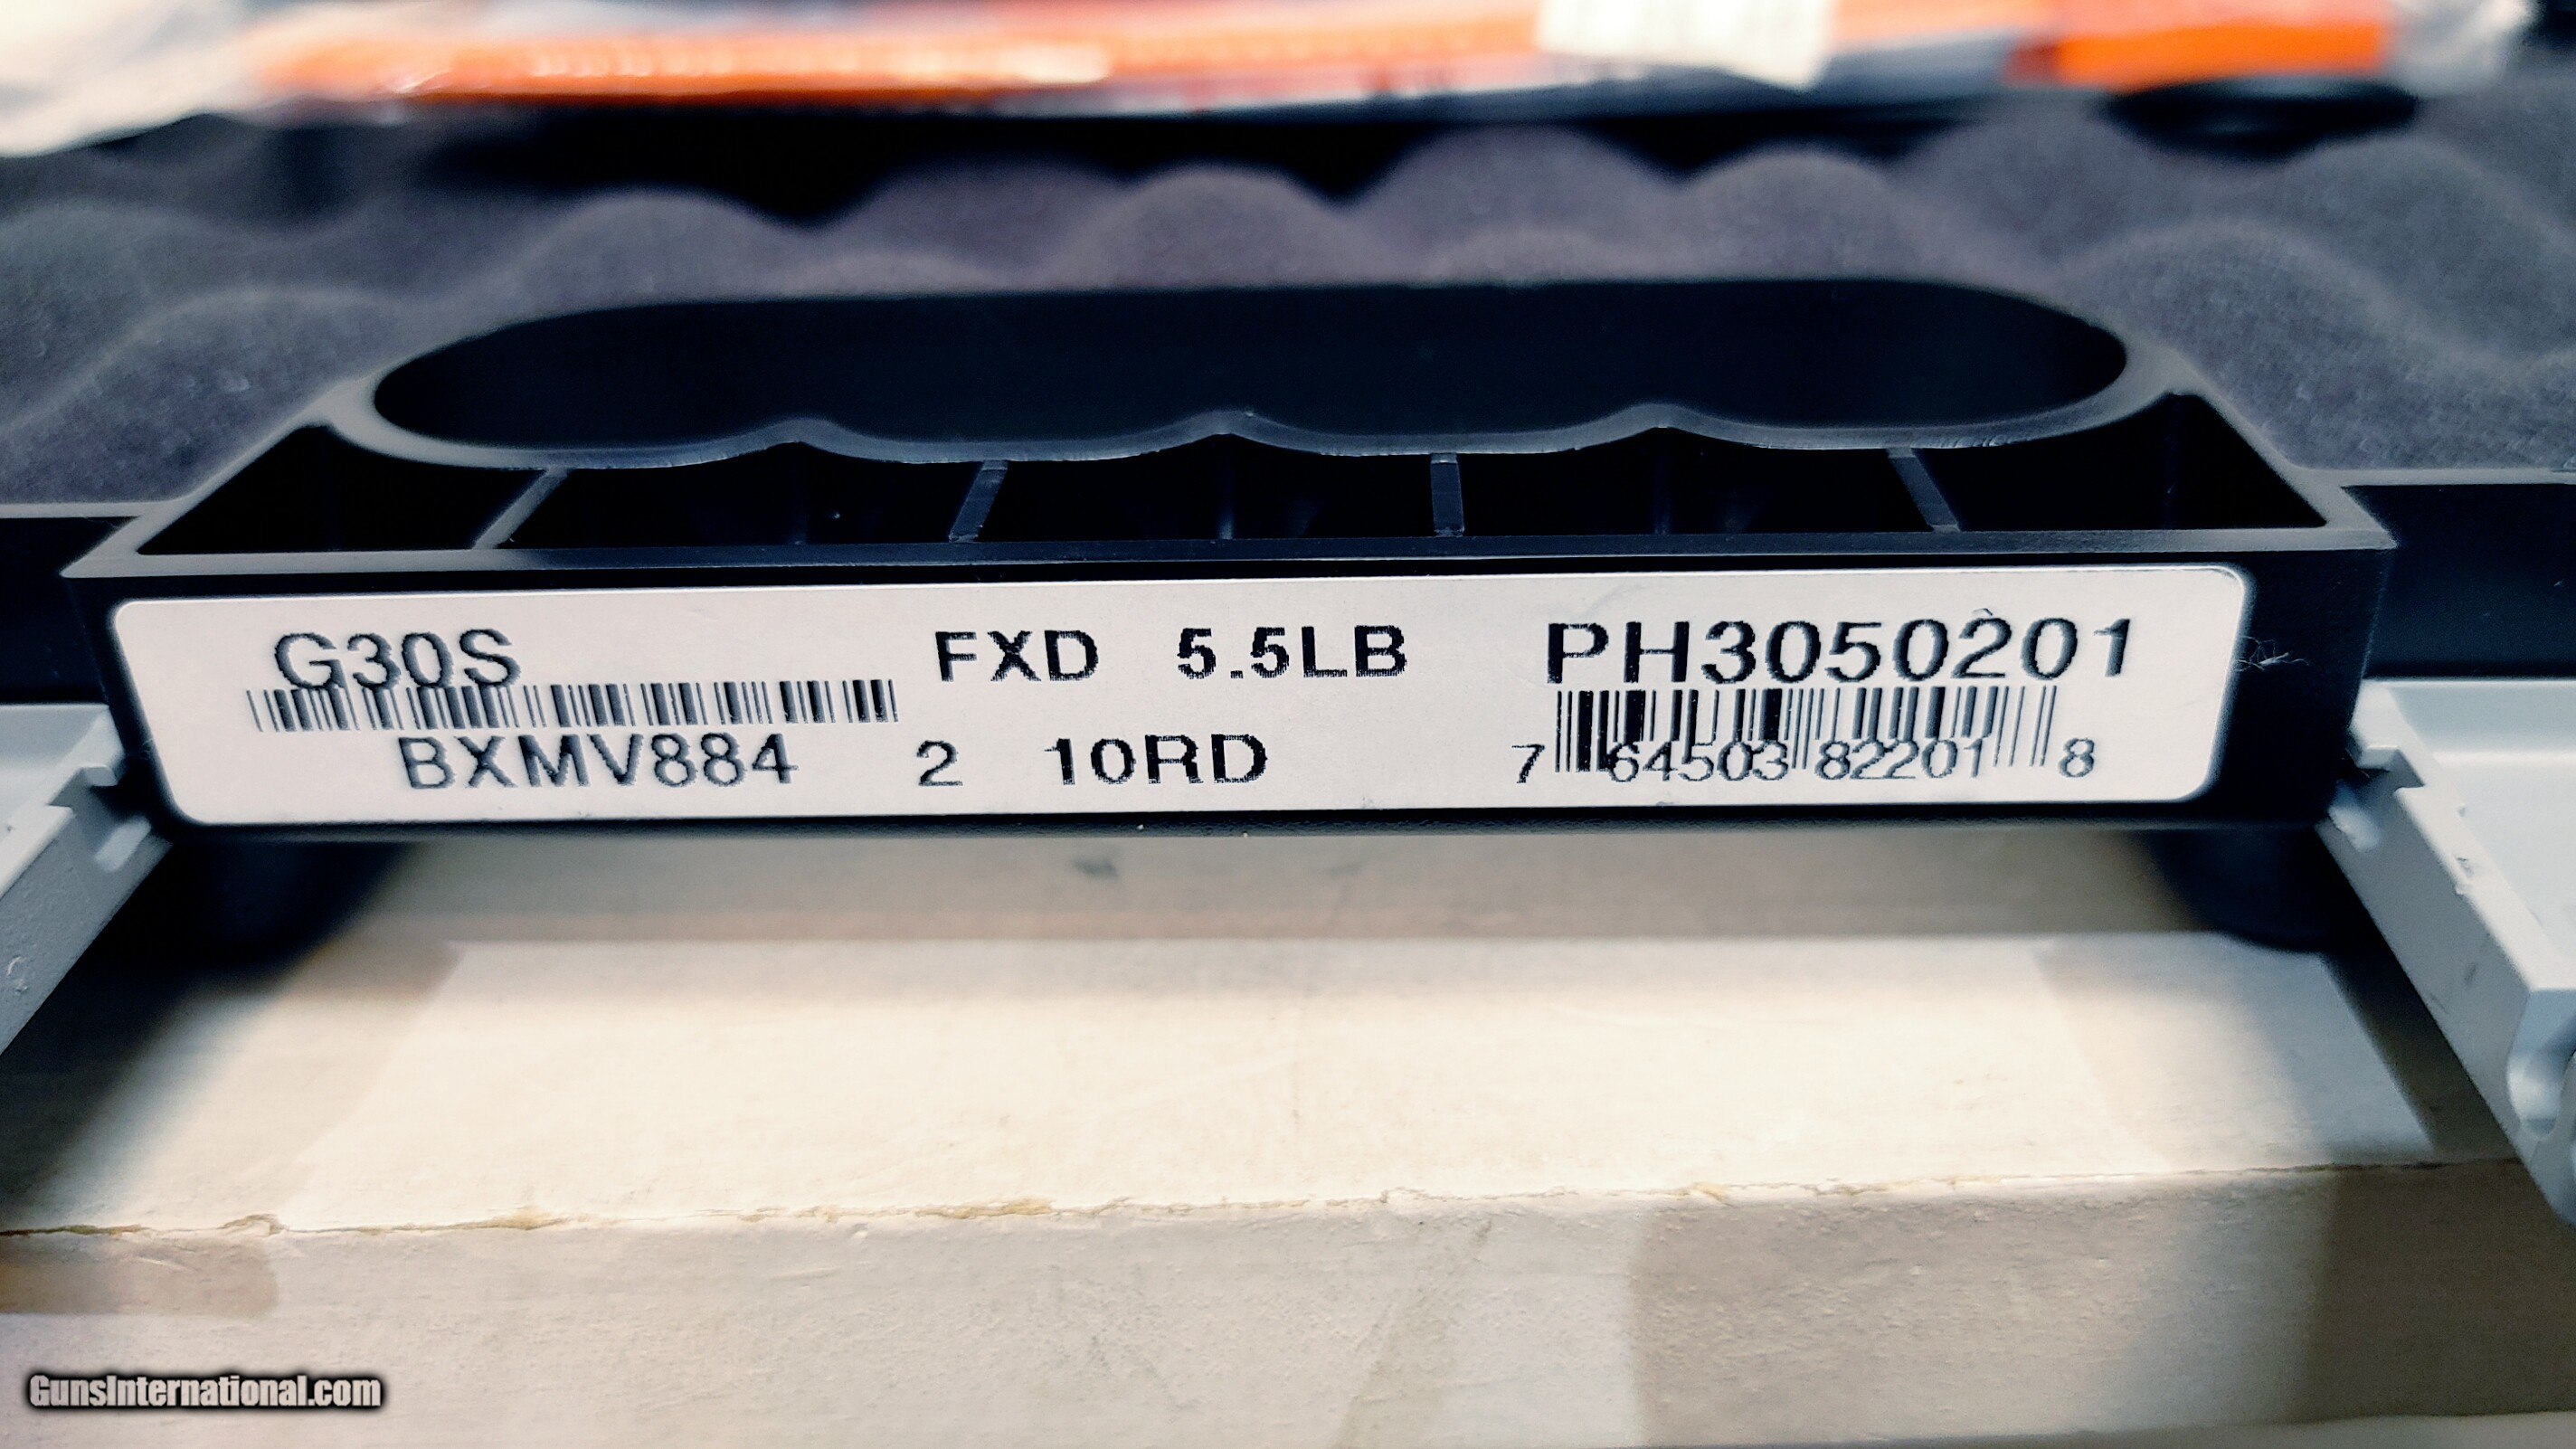 G30S FXD 5.5LB PH3050201
BXMV884 2 10RD 7 64503 82201 8
GunsInternational.com